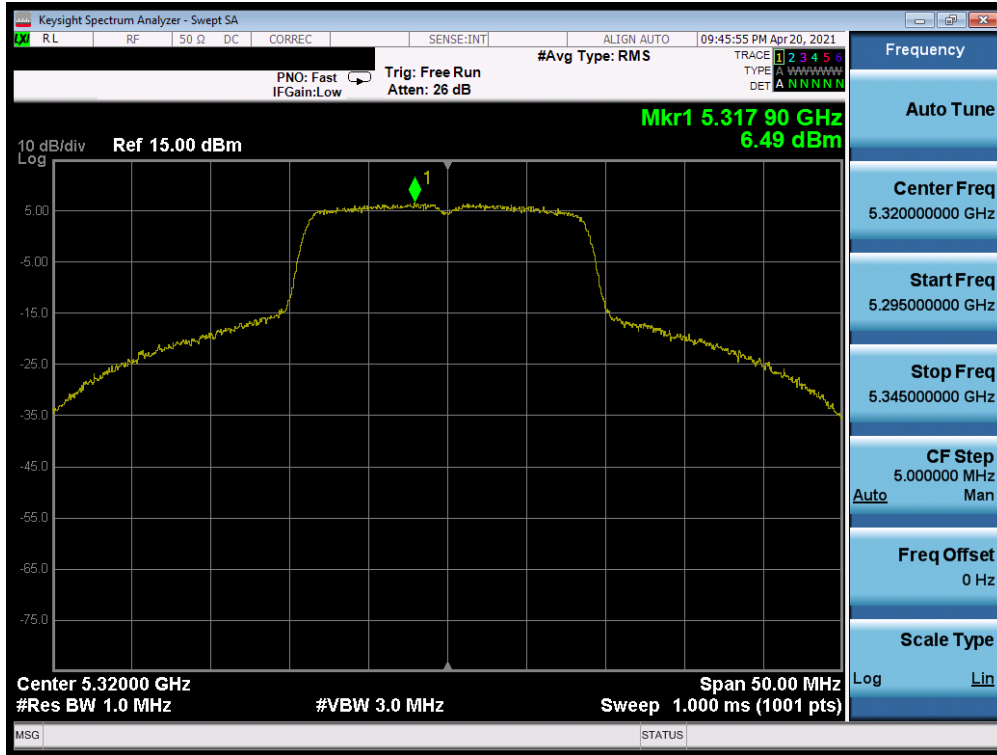 Keysight Spectrum Analyzer - Swept SA
LXI RL RF 50 Ω DC CORREC SENSE:INT ALIGN AUTO 09:45:55 PM Apr 20, 2021
#Avg Type: RMS
TRACE 1 2 3 4 5 6
PNO: Fast Trig: Free Run
TYPE A WWWWW
IFGain:Low Atten: 26 dB
DET A N N N N N
Mkr1 5.317 90 GHz
6.49 dBm
10 dB/div Ref 15.00 dBm
Log
1
5.00
-5.00
-15.0
-25.0
-35.0
-45.0
-55.0
-65.0
-75.0
Center 5.32000 GHz Span 50.00 MHz
#Res BW 1.0 MHz #VBW 3.0 MHz Sweep 1.000 ms (1001 pts)
MSG STATUS
Frequency
Auto Tune
Center Freq
5.320000000 GHz
Start Freq
5.295000000 GHz
Stop Freq
5.345000000 GHz
CF Step
5.000000 MHz
Auto Man
Freq Offset
0 Hz
Scale Type
Log Lin